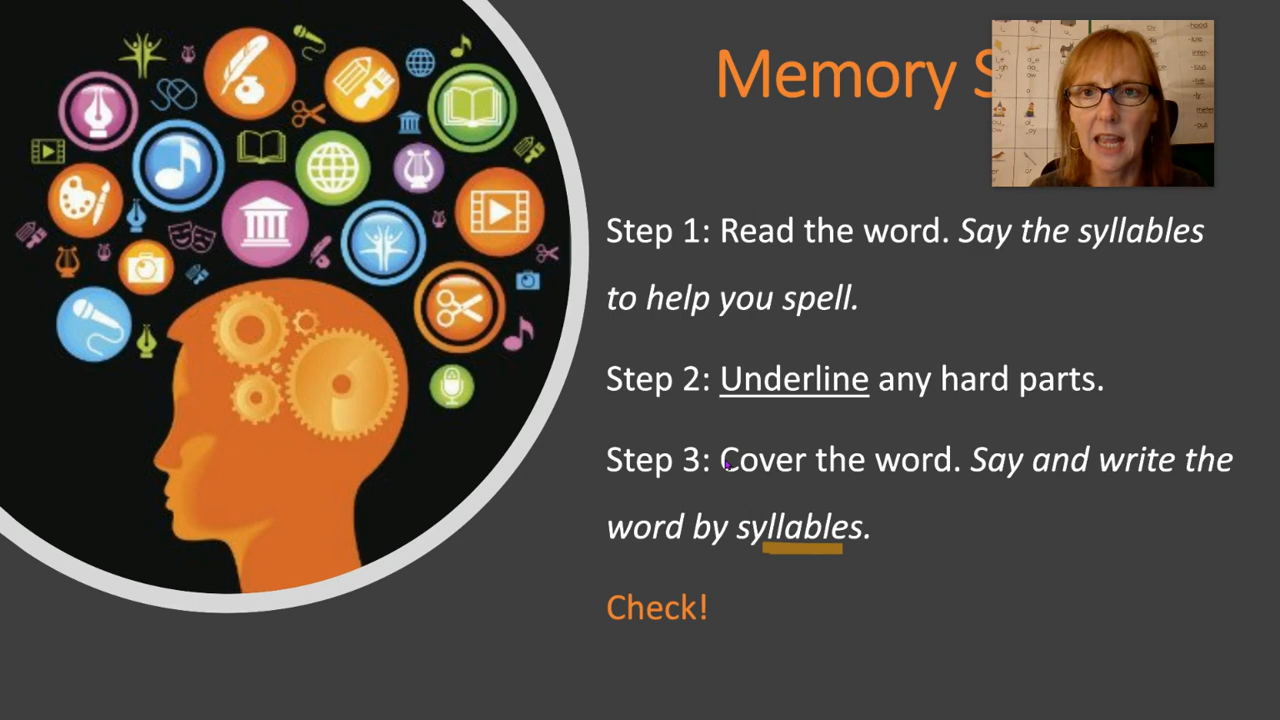 Memory S
Step 1: Read the word. Say the syllables
to help you spell.
Step 2: Underline any hard parts.
Step 3: Cover the word. Say and write the
word by syllables.
Check!